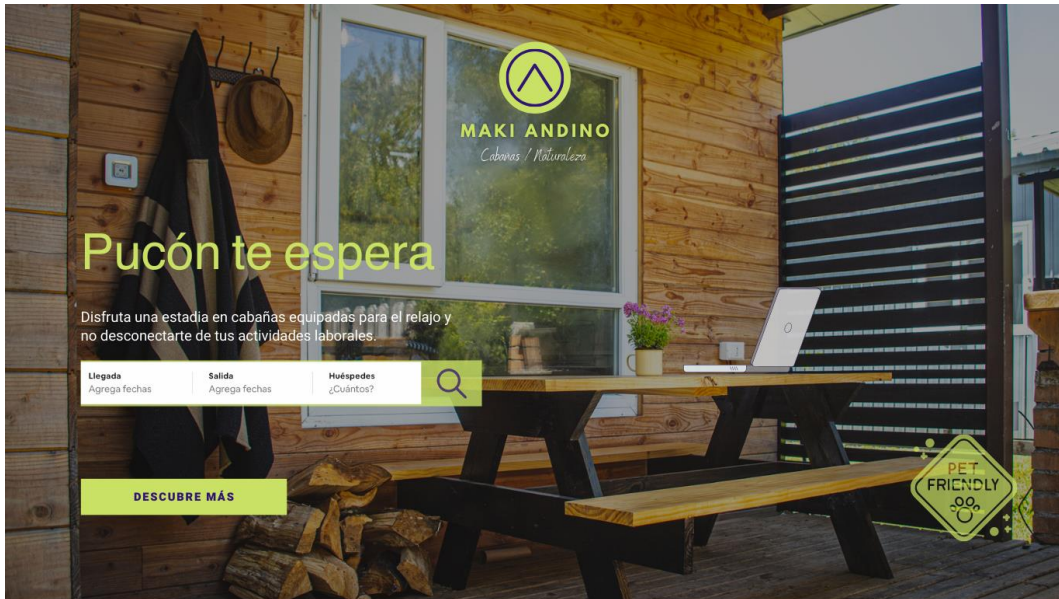 MAKI ANDINO
Cabañas / Naturaleza
Pucón te espera
Disfruta una estadia en cabañas equipadas para el relajo y
no desconectarte de tus actividades laborales.
Llegada Salida Huéspedes
Agrega fechas Agrega fechas ¿Cuántos?
DESCUBRE MÁS
PET
FRIENDLY